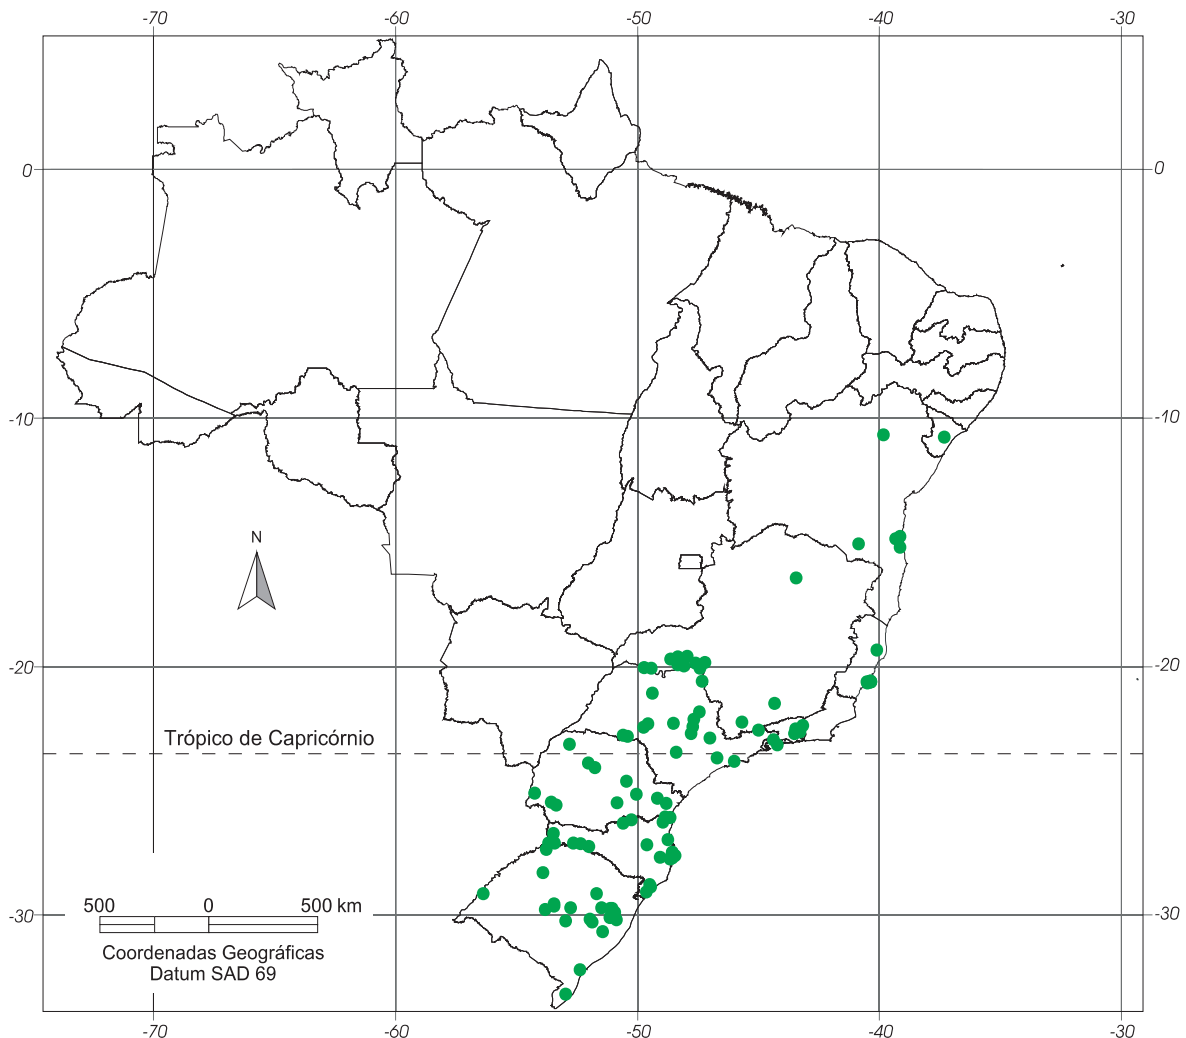 -70 -60 -50 -40 -30
0 0
-10 -10
N
-20 -20
Trópico de Capricórnio
500 0 500 km
-30 -30
Coordenadas Geográficas
Datum SAD 69
-70 -60 -50 -40 -30